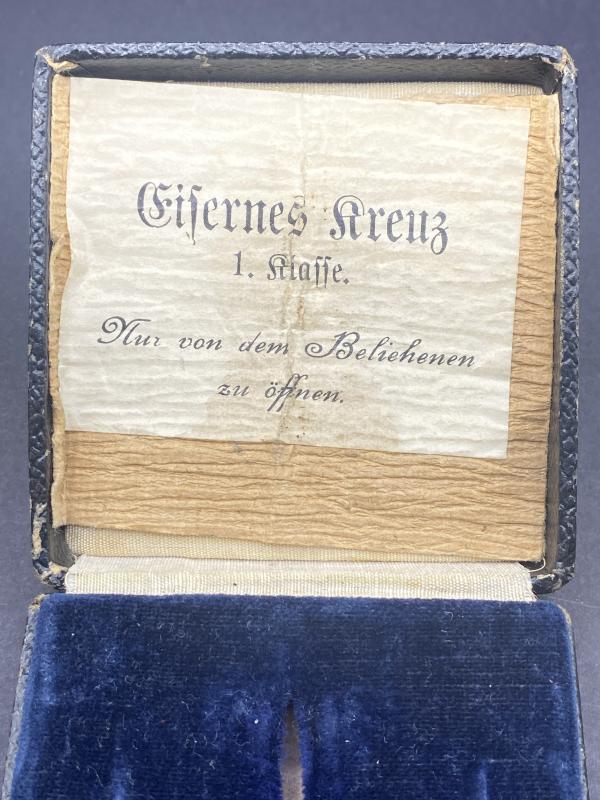 Eisernes Kreuz
1. Klasse.
Nur von dem Beliehenen
zu öffnen.